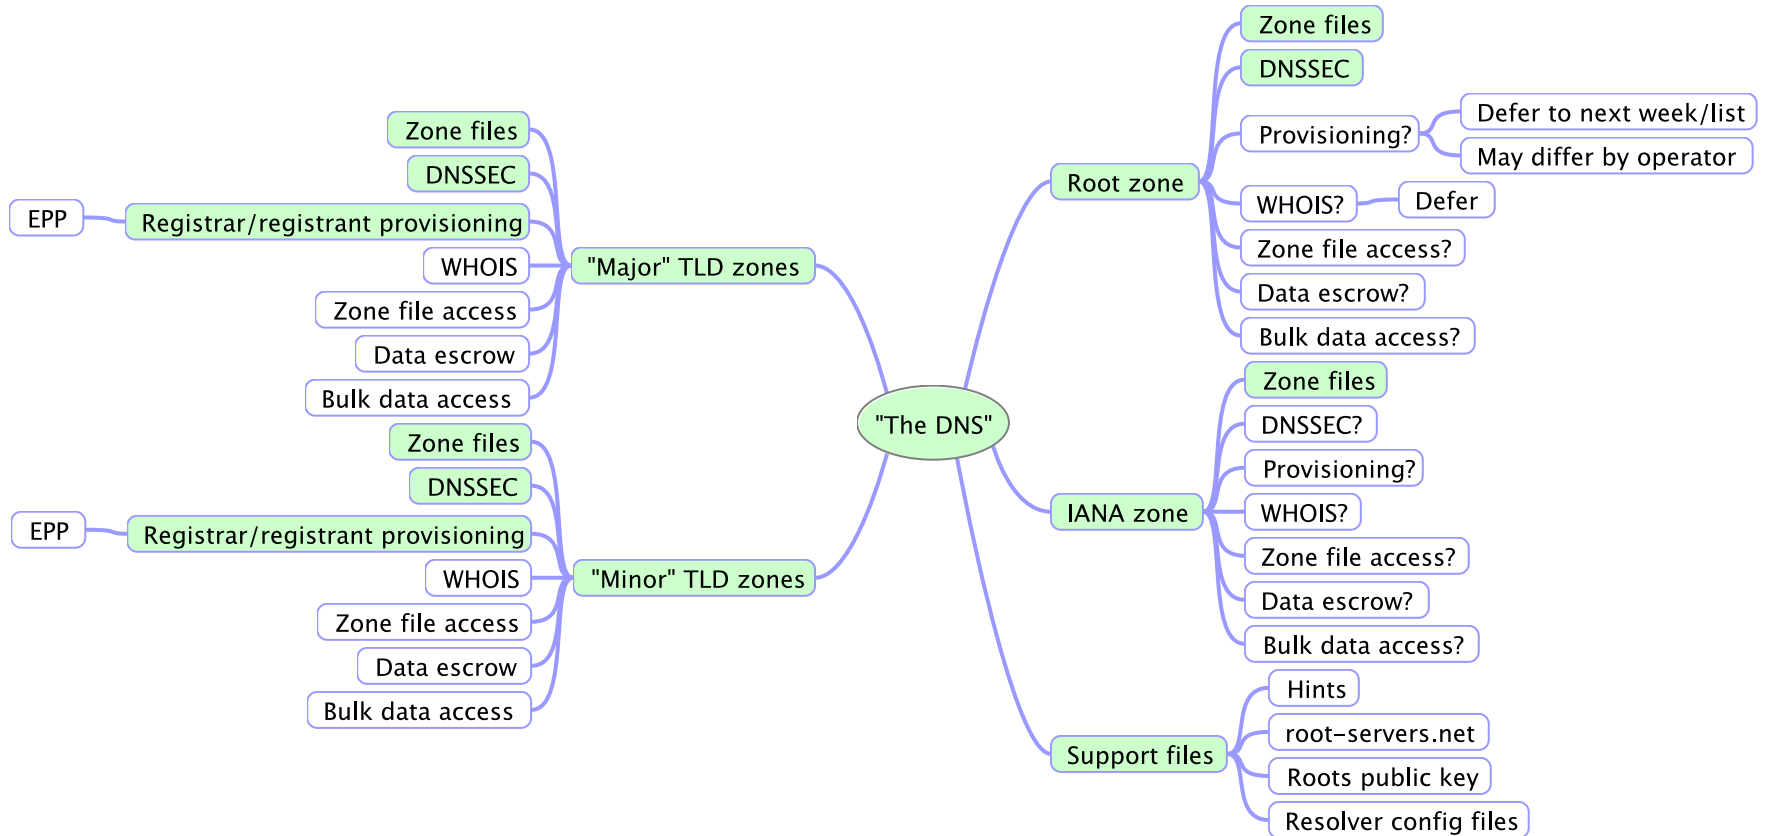 "The DNS"
"Major" TLD zones
Zone files
DNSSEC
Registrar/registrant provisioning
EPP
WHOIS
Zone file access
Data escrow
Bulk data access
"Minor" TLD zones
Zone files
DNSSEC
Registrar/registrant provisioning
EPP
WHOIS
Zone file access
Data escrow
Bulk data access
Root zone
Zone files
DNSSEC
Provisioning?
Defer to next week/list
May differ by operator
WHOIS?
Defer
Zone file access?
Data escrow?
Bulk data access?
IANA zone
Zone files
DNSSEC?
Provisioning?
WHOIS?
Zone file access?
Data escrow?
Bulk data access?
Support files
Hints
root-servers.net
Roots public key
Resolver config files